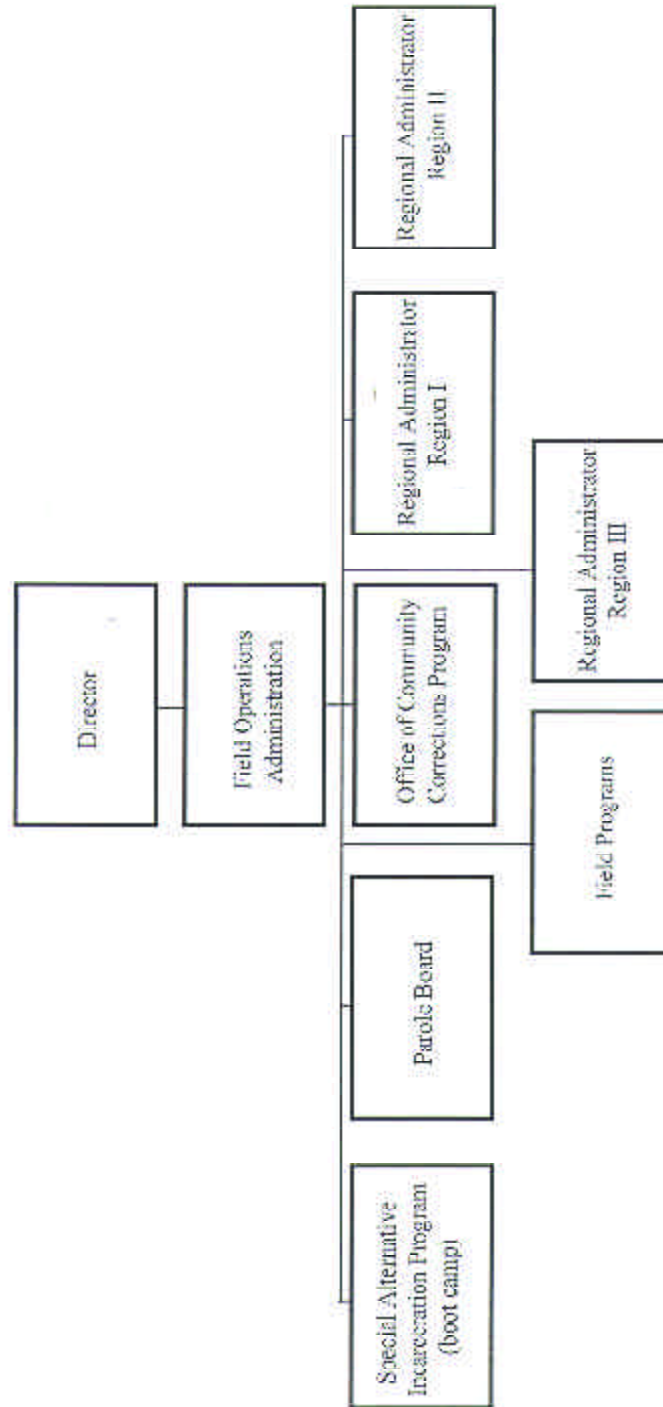 Director
Field Operations
Administration
Special Alternative
Incarceration Program
(boot camp)
Parole Board
Office of Community
Corrections Program
Regional Administrator
Region I
Regional Administrator
Region II
Field Programs
Regional Administrator
Region III